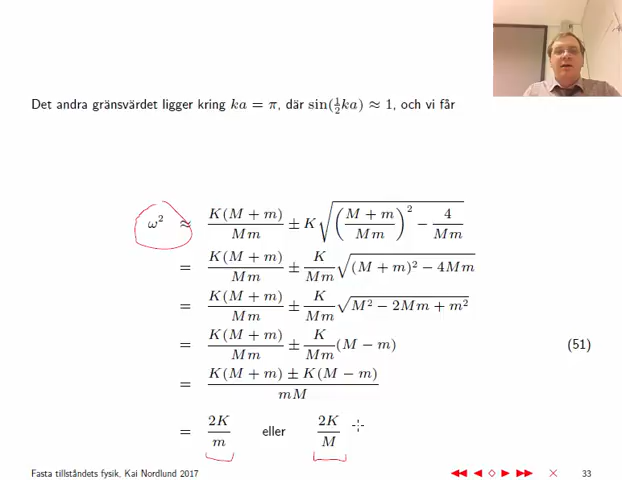 Det andra gränsvärdet ligger kring ka = π, där sin(½ka) ≈ 1, och vi får
ω² ≈ K(M + m)/Mm ± K√((M + m)/Mm)² − 4/Mm
= K(M + m)/Mm ± K/Mm √(M + m)² − 4Mm
= K(M + m)/Mm ± K/Mm √M² − 2Mm + m²
= K(M + m)/Mm ± K/Mm (M − m) (51)
= K(M + m) ± K(M − m)/mM
= 2K/m eller 2K/M
Fasta tillståndets fysik, Kai Nordlund 2017 33